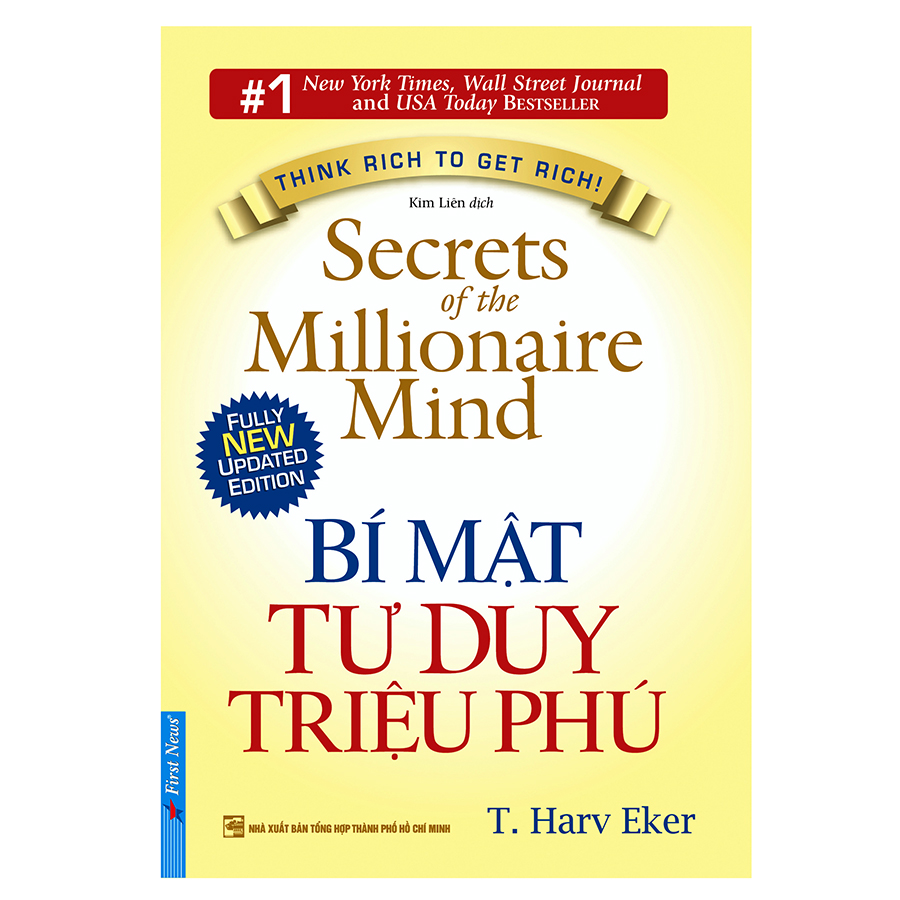 #1 New York Times, Wall Street Journal
and USA Today BESTSELLER
THINK RICH TO GET RICH!
Kim Liên dịch
Secrets
of the
Millionaire
Mind
FULLY
NEW
UPDATED
EDITION
BÍ MẬT
TƯ DUY
TRIỆU PHÚ
First News®
NHÀ XUẤT BẢN TỔNG HỢP THÀNH PHỐ HỒ CHÍ MINH
T. Harv Eker